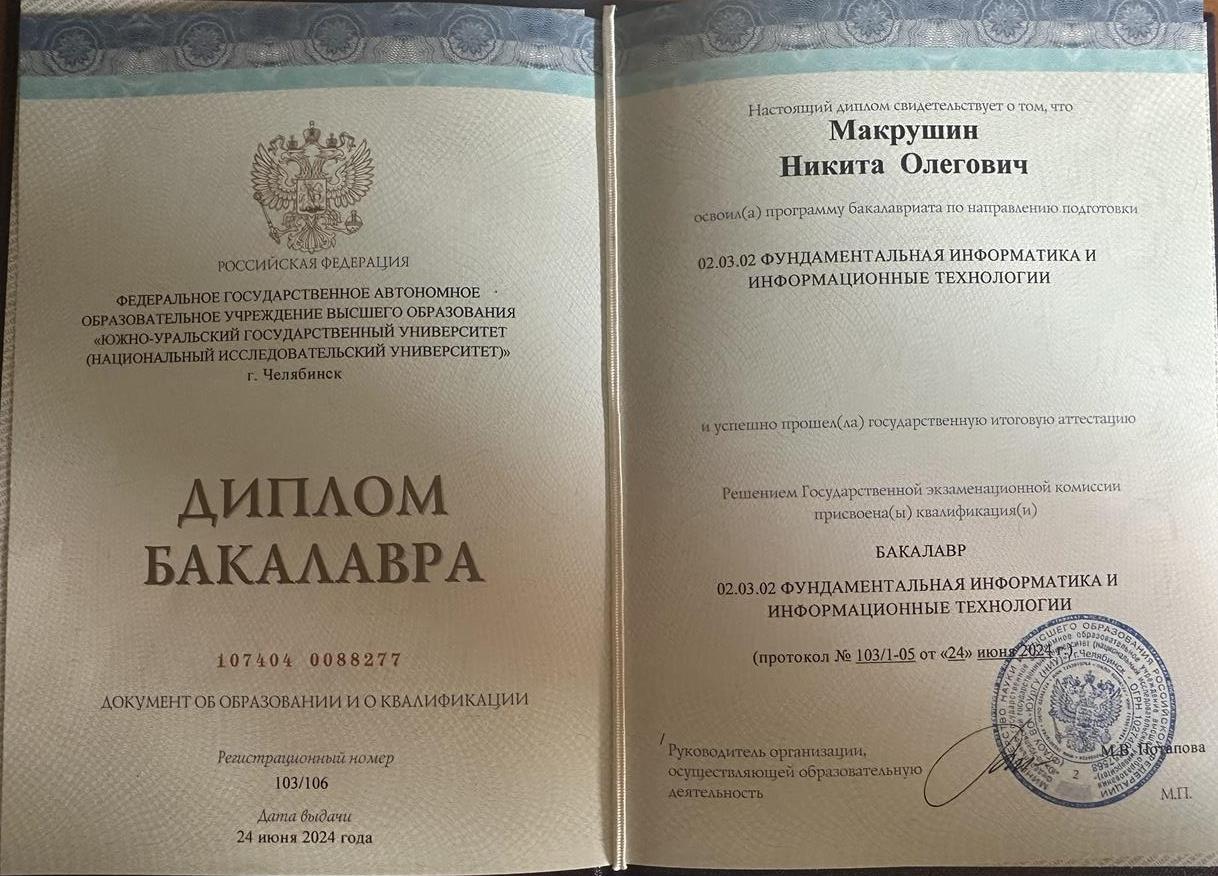 РОССИЙСКАЯ ФЕДЕРАЦИЯ
ФЕДЕРАЛЬНОЕ ГОСУДАРСТВЕННОЕ АВТОНОМНОЕ
ОБРАЗОВАТЕЛЬНОЕ УЧРЕЖДЕНИЕ ВЫСШЕГО ОБРАЗОВАНИЯ
«ЮЖНО-УРАЛЬСКИЙ ГОСУДАРСТВЕННЫЙ УНИВЕРСИТЕТ
(НАЦИОНАЛЬНЫЙ ИССЛЕДОВАТЕЛЬСКИЙ УНИВЕРСИТЕТ)»
г. Челябинск
ДИПЛОМ
БАКАЛАВРА
107404 0088277
ДОКУМЕНТ ОБ ОБРАЗОВАНИИ И О КВАЛИФИКАЦИИ
Регистрационный номер
103/106
Дата выдачи
24 июня 2024 года
Настоящий диплом свидетельствует о том, что
Макрушин
Никита Олегович
освоил(а) программу бакалавриата по направлению подготовки
02.03.02 ФУНДАМЕНТАЛЬНАЯ ИНФОРМАТИКА И
ИНФОРМАЦИОННЫЕ ТЕХНОЛОГИИ
и успешно прошел(ла) государственную итоговую аттестацию
Решением Государственной экзаменационной комиссии
присвоена(ы) квалификация(и)
БАКАЛАВР
02.03.02 ФУНДАМЕНТАЛЬНАЯ ИНФОРМАТИКА И
ИНФОРМАЦИОННЫЕ ТЕХНОЛОГИИ
(протокол № 103/1-05 от «24» июня 2024 г.)
Руководитель организации,
осуществляющей образовательную
деятельность
М.В. Потапова
М.П.
2